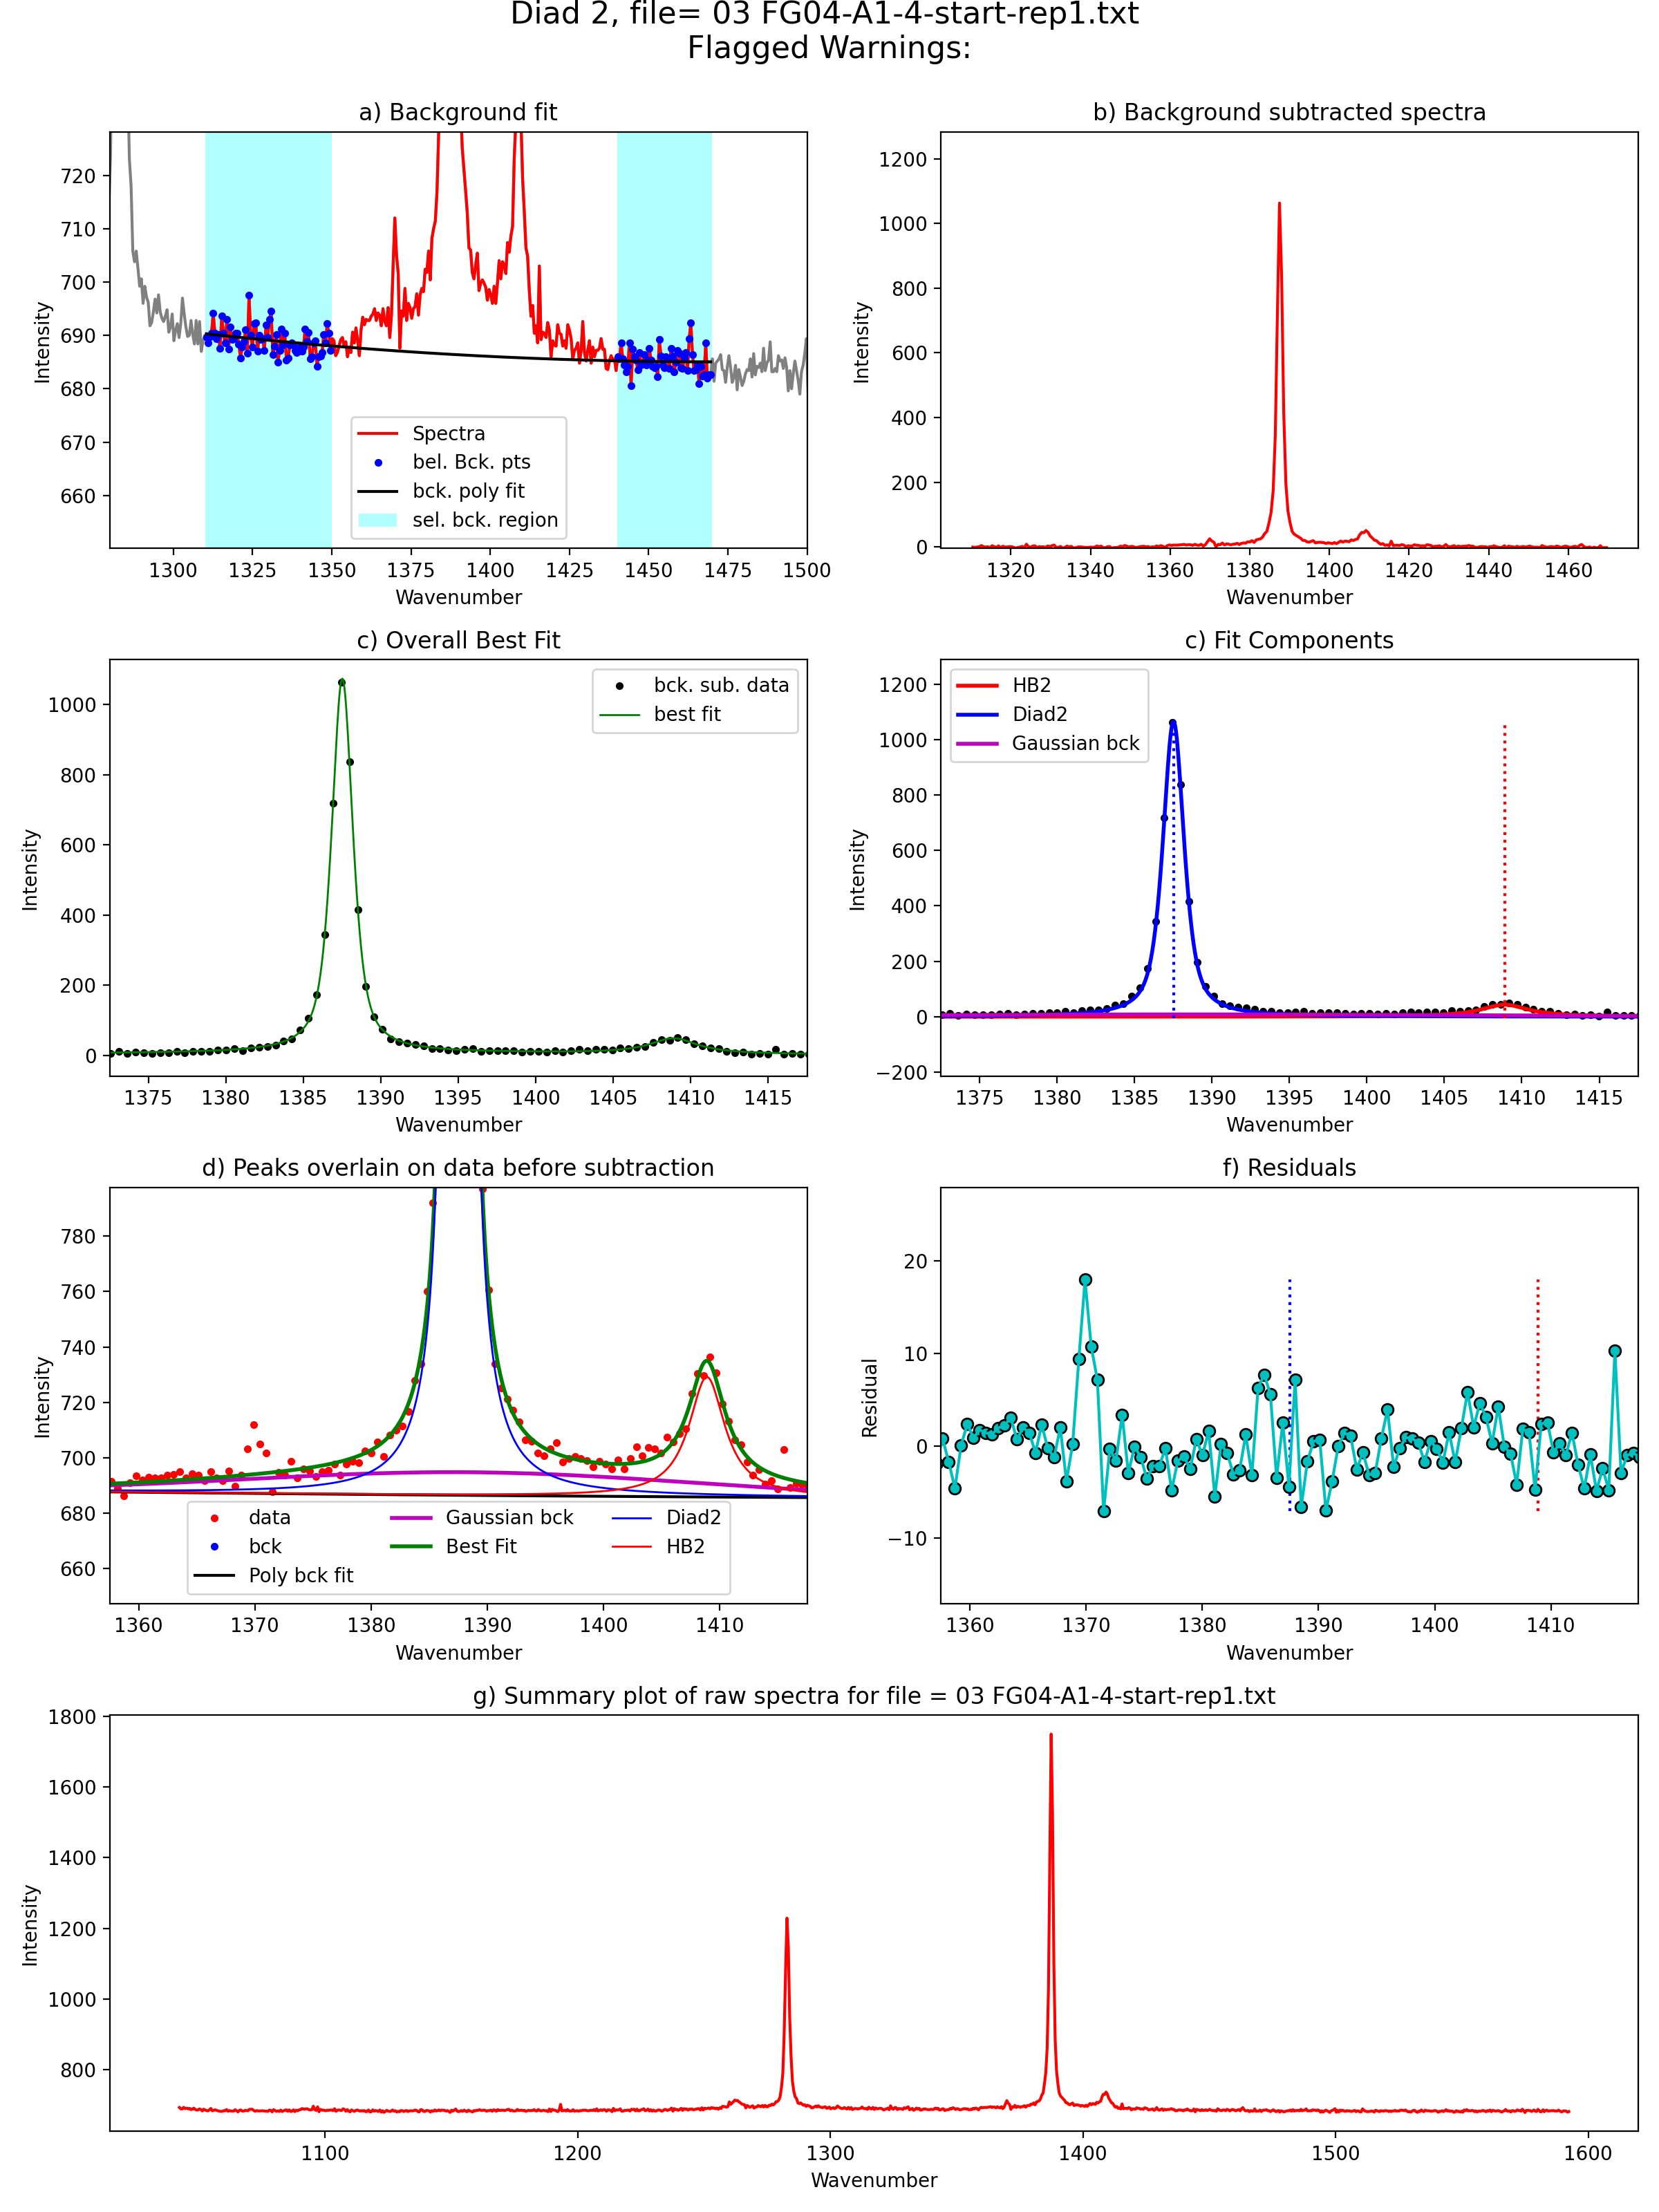 Diad 2, file= 03 FG04-A1-4-start-rep1.txt
Flagged Warnings:
a) Background fit
720
710
700
690
680
670
660
Intensity
Spectra
bel. Bck. pts
bck. poly fit
sel. bck. region
1300 1325 1350 1375 1400 1425 1450 1475 1500
Wavenumber
b) Background subtracted spectra
1200
1000
800
600
400
200
0
Intensity
1320 1340 1360 1380 1400 1420 1440 1460
Wavenumber
c) Overall Best Fit
1000
800
600
400
200
0
Intensity
bck. sub. data
best fit
1375 1380 1385 1390 1395 1400 1405 1410 1415
Wavenumber
c) Fit Components
1200
1000
800
600
400
200
0
−200
Intensity
HB2
Diad2
Gaussian bck
1375 1380 1385 1390 1395 1400 1405 1410 1415
Wavenumber
d) Peaks overlain on data before subtraction
780
760
740
720
700
680
660
Intensity
data
bck
Poly bck fit
Gaussian bck
Best Fit
Diad2
HB2
1360 1370 1380 1390 1400 1410
Wavenumber
f) Residuals
20
10
0
−10
Residual
1360 1370 1380 1390 1400 1410
Wavenumber
g) Summary plot of raw spectra for file = 03 FG04-A1-4-start-rep1.txt
1800
1600
1400
1200
1000
800
Intensity
1100 1200 1300 1400 1500 1600
Wavenumber